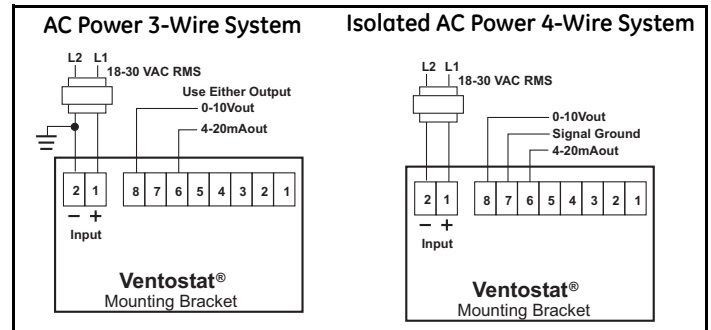 AC Power 3-Wire System
L2 L1
18-30 VAC RMS
Use Either Output
0-10Vout
4-20mAout
2 1
8 7 6 5 4 3 2 1
– +
Input
Ventostat®
Mounting Bracket
Isolated AC Power 4-Wire System
L2 L1
18-30 VAC RMS
0-10Vout
Signal Ground
4-20mAout
2 1
8 7 6 5 4 3 2 1
– +
Input
Ventostat®
Mounting Bracket